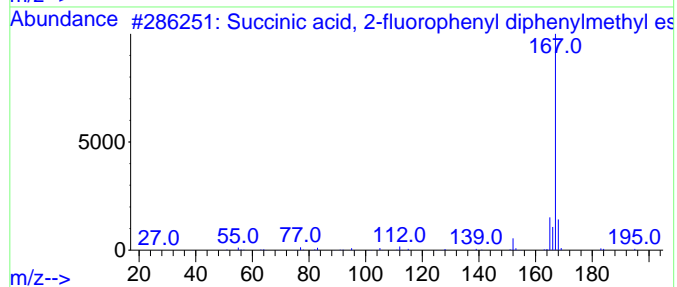 m/z-->
Abundance #286251: Succinic acid, 2-fluorophenyl diphenylmethyl es
167.0
5000
27.0 55.0 77.0 112.0 139.0 195.0
0
20 40 60 80 100 120 140 160 180
m/z-->